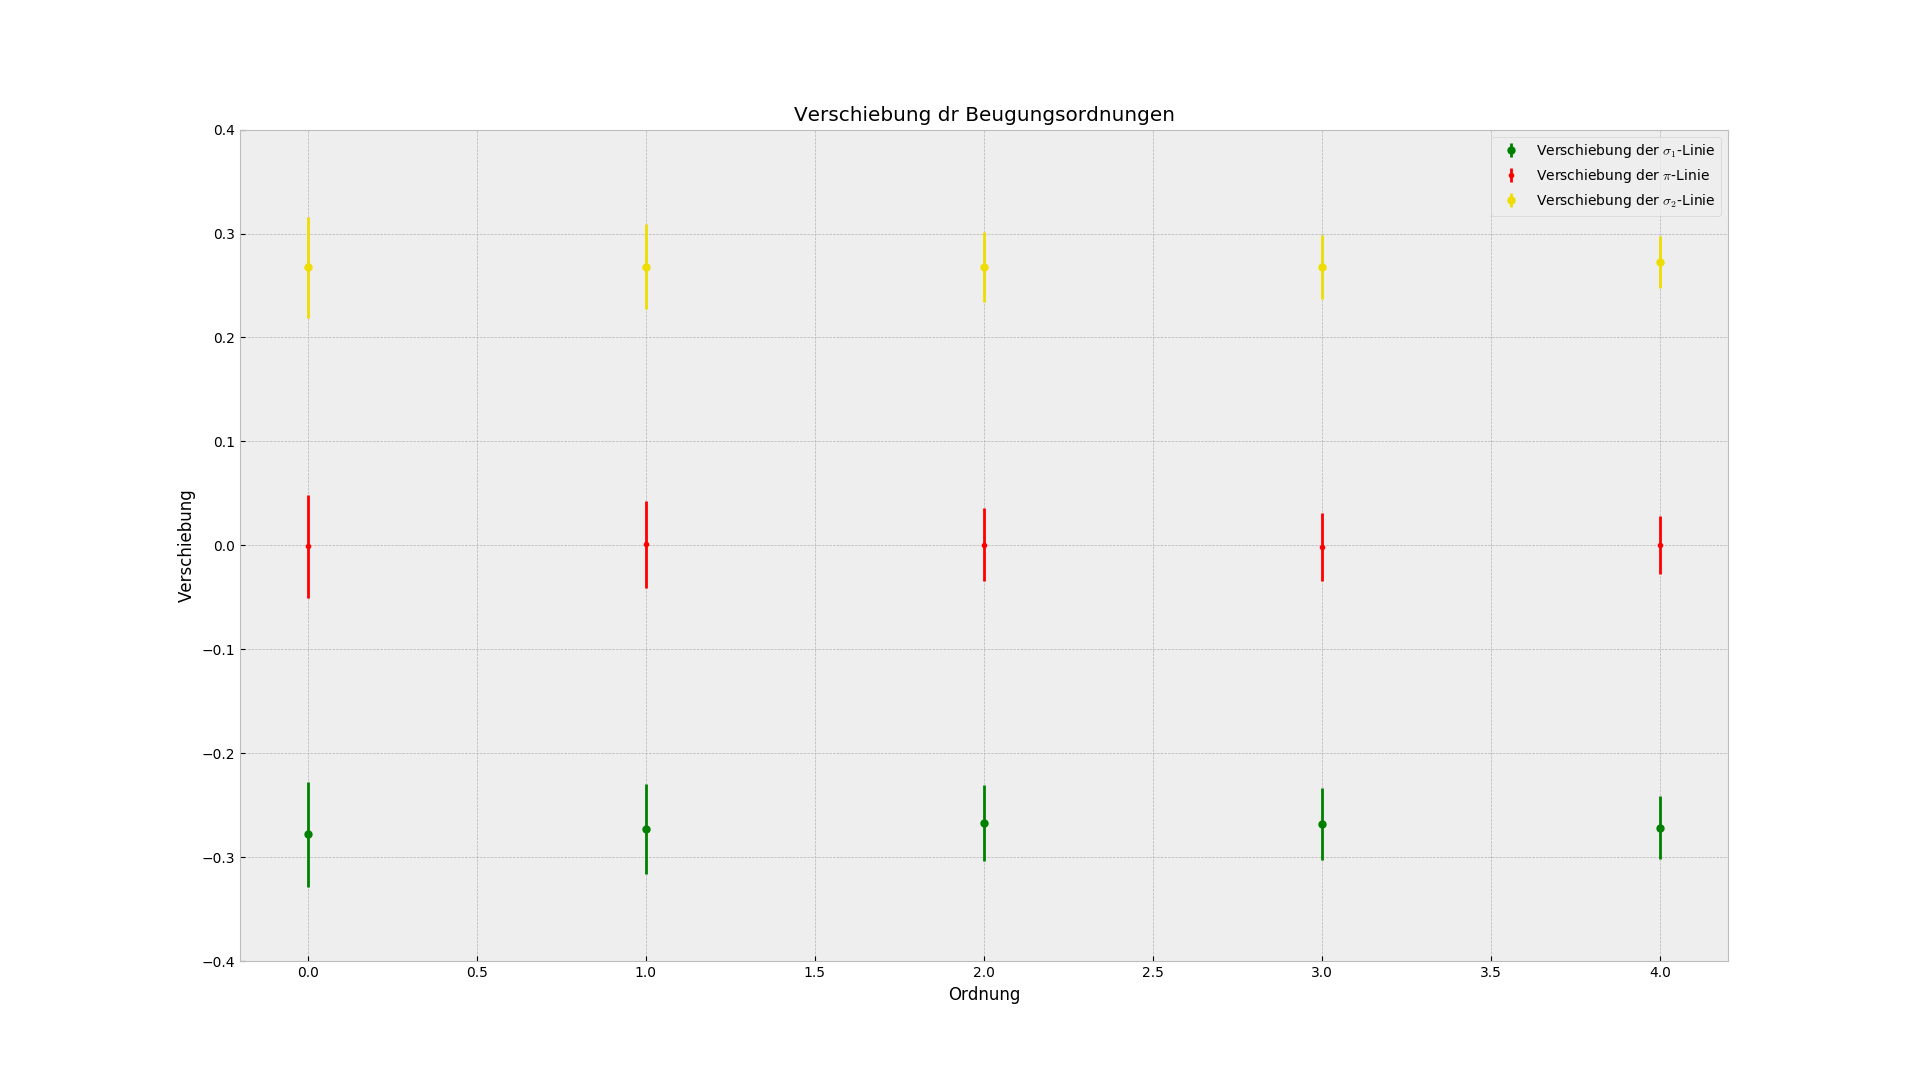 Verschiebung dr Beugungsordnungen
Verschiebung der σ₁-Linie
Verschiebung der π-Linie
Verschiebung der σ₂-Linie
0.4
0.3
0.2
0.1
0.0
−0.1
−0.2
−0.3
−0.4
Verschiebung
0.0 0.5 1.0 1.5 2.0 2.5 3.0 3.5 4.0
Ordnung